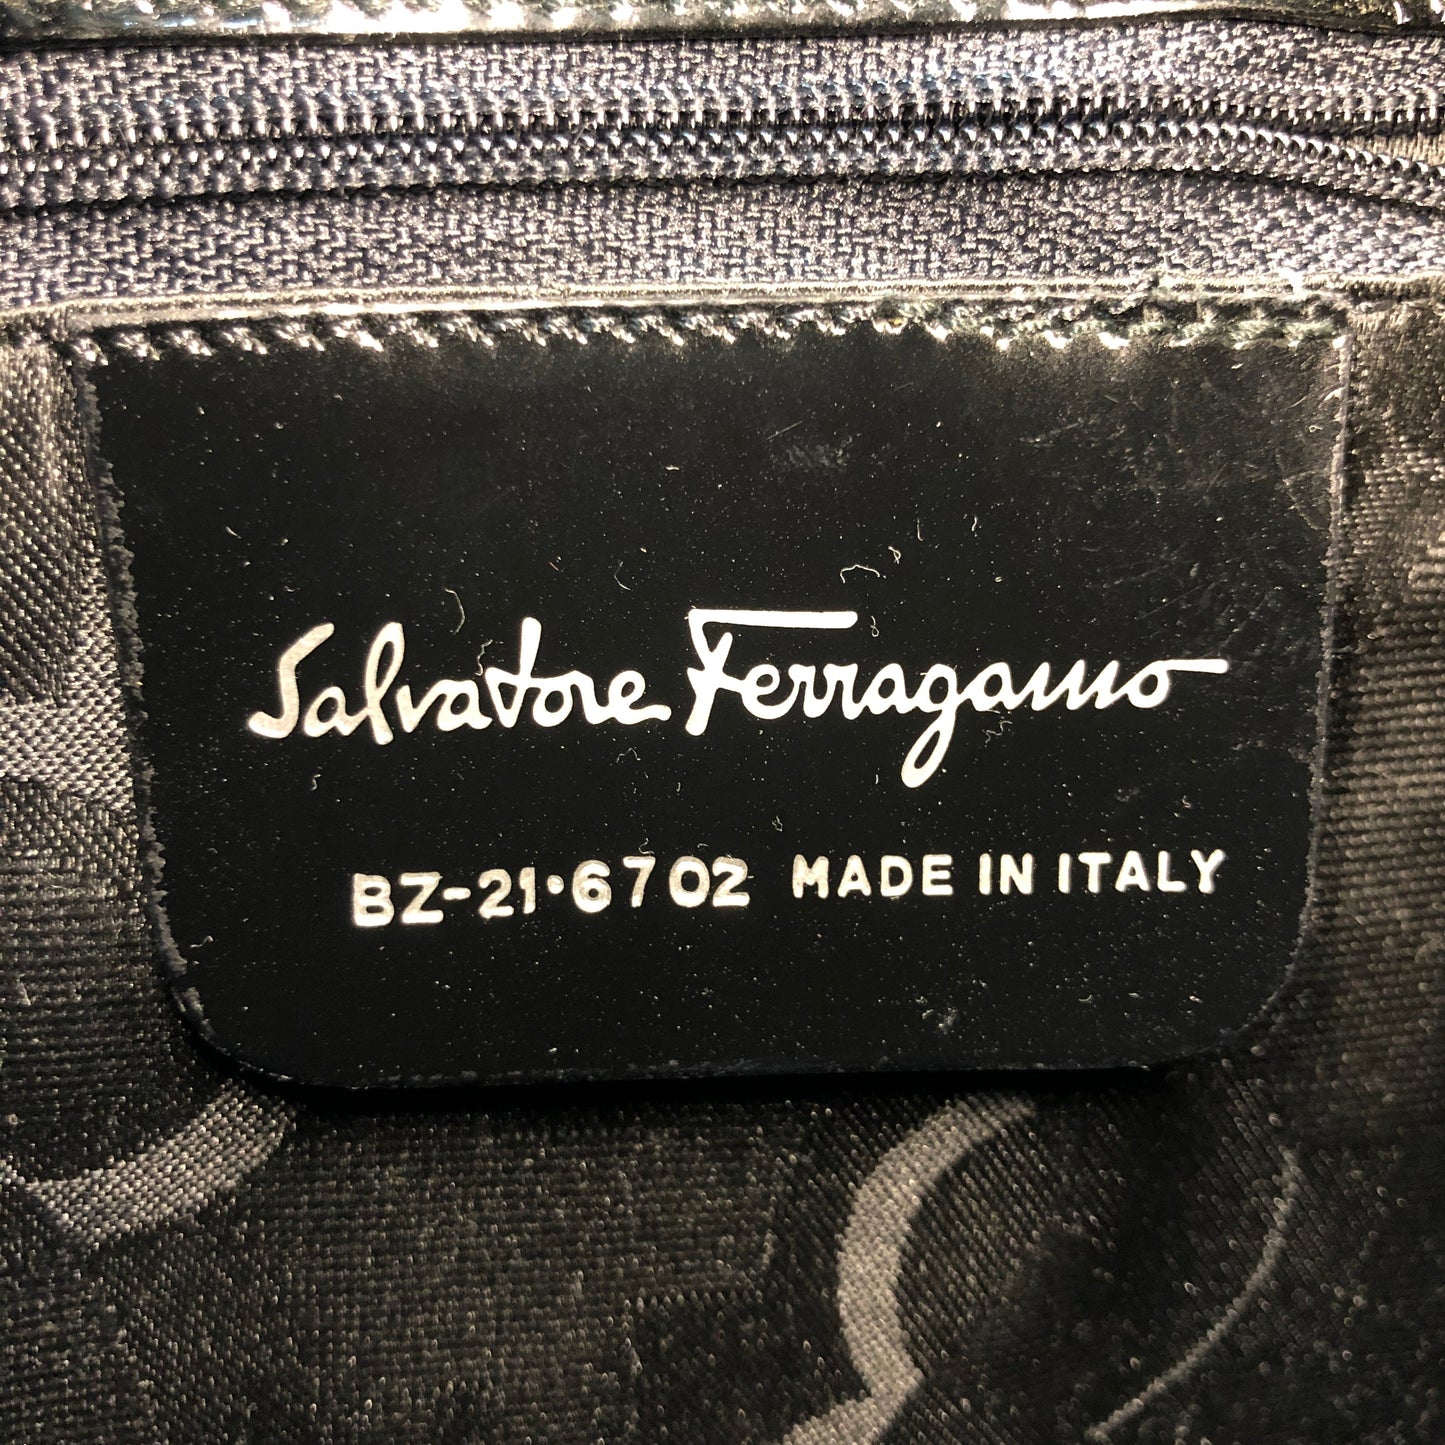 Salvatore Ferragamo
BZ-21·6702 MADE IN ITALY